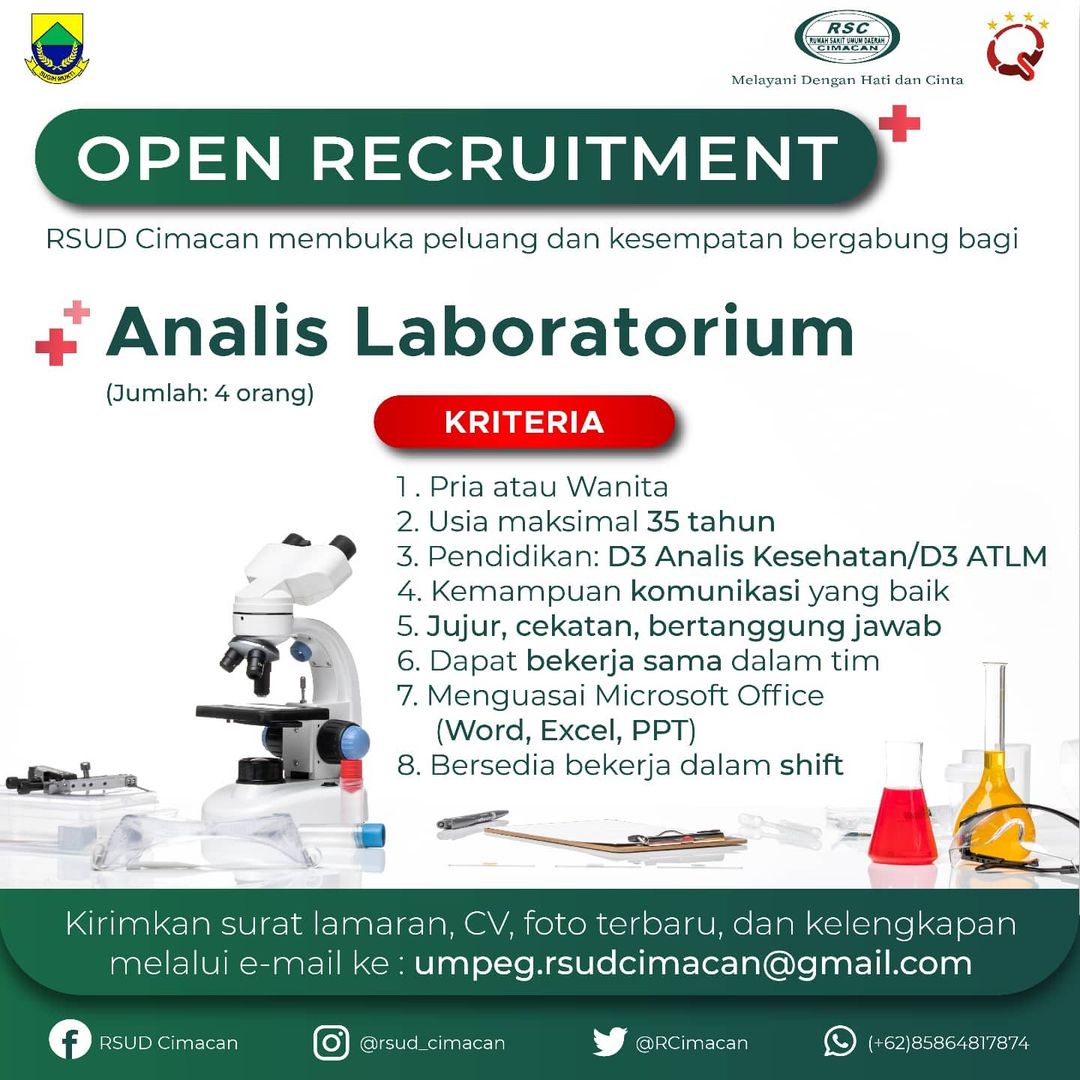 SUGIH MUKTI
RSC
RUMAH SAKIT UMUM DAERAH
CIMACAN
Melayani Dengan Hati dan Cinta
OPEN RECRUITMENT
RSUD Cimacan membuka peluang dan kesempatan bergabung bagi
Analis Laboratorium
(Jumlah: 4 orang)
KRITERIA
1 . Pria atau Wanita
2. Usia maksimal 35 tahun
3. Pendidikan: D3 Analis Kesehatan/D3 ATLM
4. Kemampuan komunikasi yang baik
5. Jujur, cekatan, bertanggung jawab
6. Dapat bekerja sama dalam tim
7. Menguasai Microsoft Office
(Word, Excel, PPT)
8. Bersedia bekerja dalam shift
Kirimkan surat lamaran, CV, foto terbaru, dan kelengkapan
melalui e-mail ke : umpeg.rsudcimacan@gmail.com
RSUD Cimacan
@rsud_cimacan
@RCimacan
(+62)85864817874